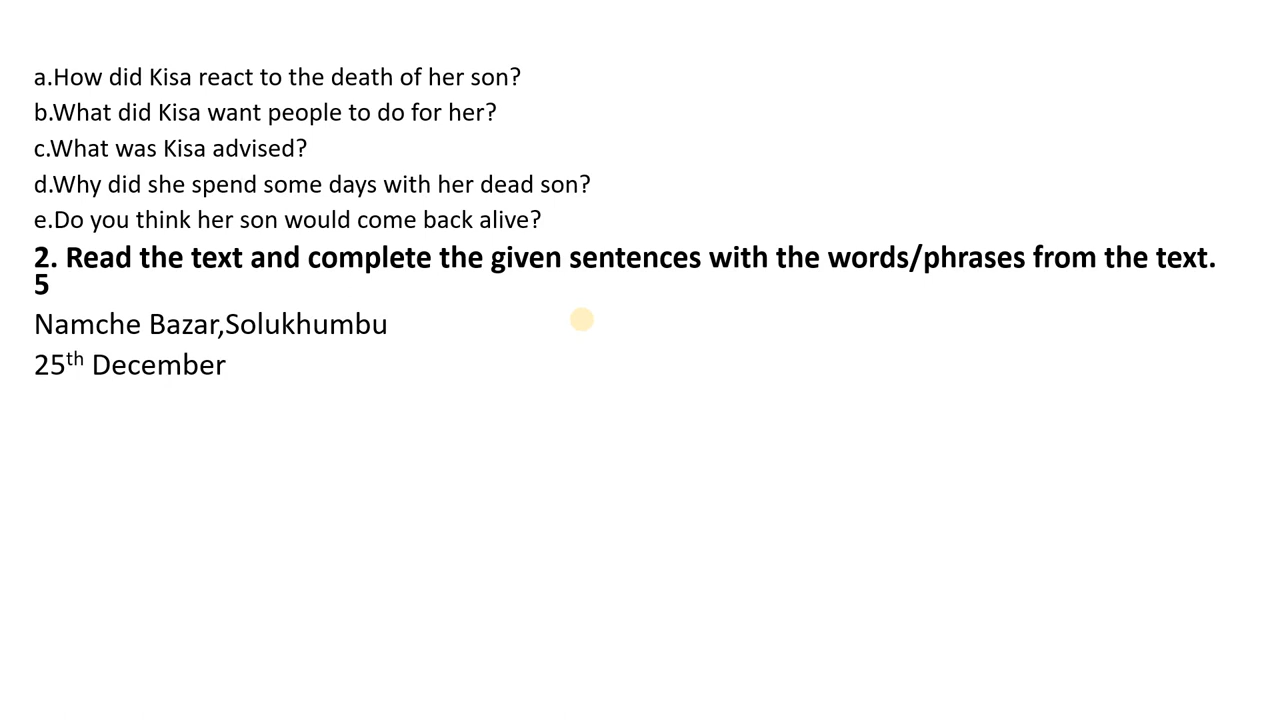 a.How did Kisa react to the death of her son?
b.What did Kisa want people to do for her?
c.What was Kisa advised?
d.Why did she spend some days with her dead son?
e.Do you think her son would come back alive?
2. Read the text and complete the given sentences with the words/phrases from the text.
5
Namche Bazar,Solukhumbu
25th December